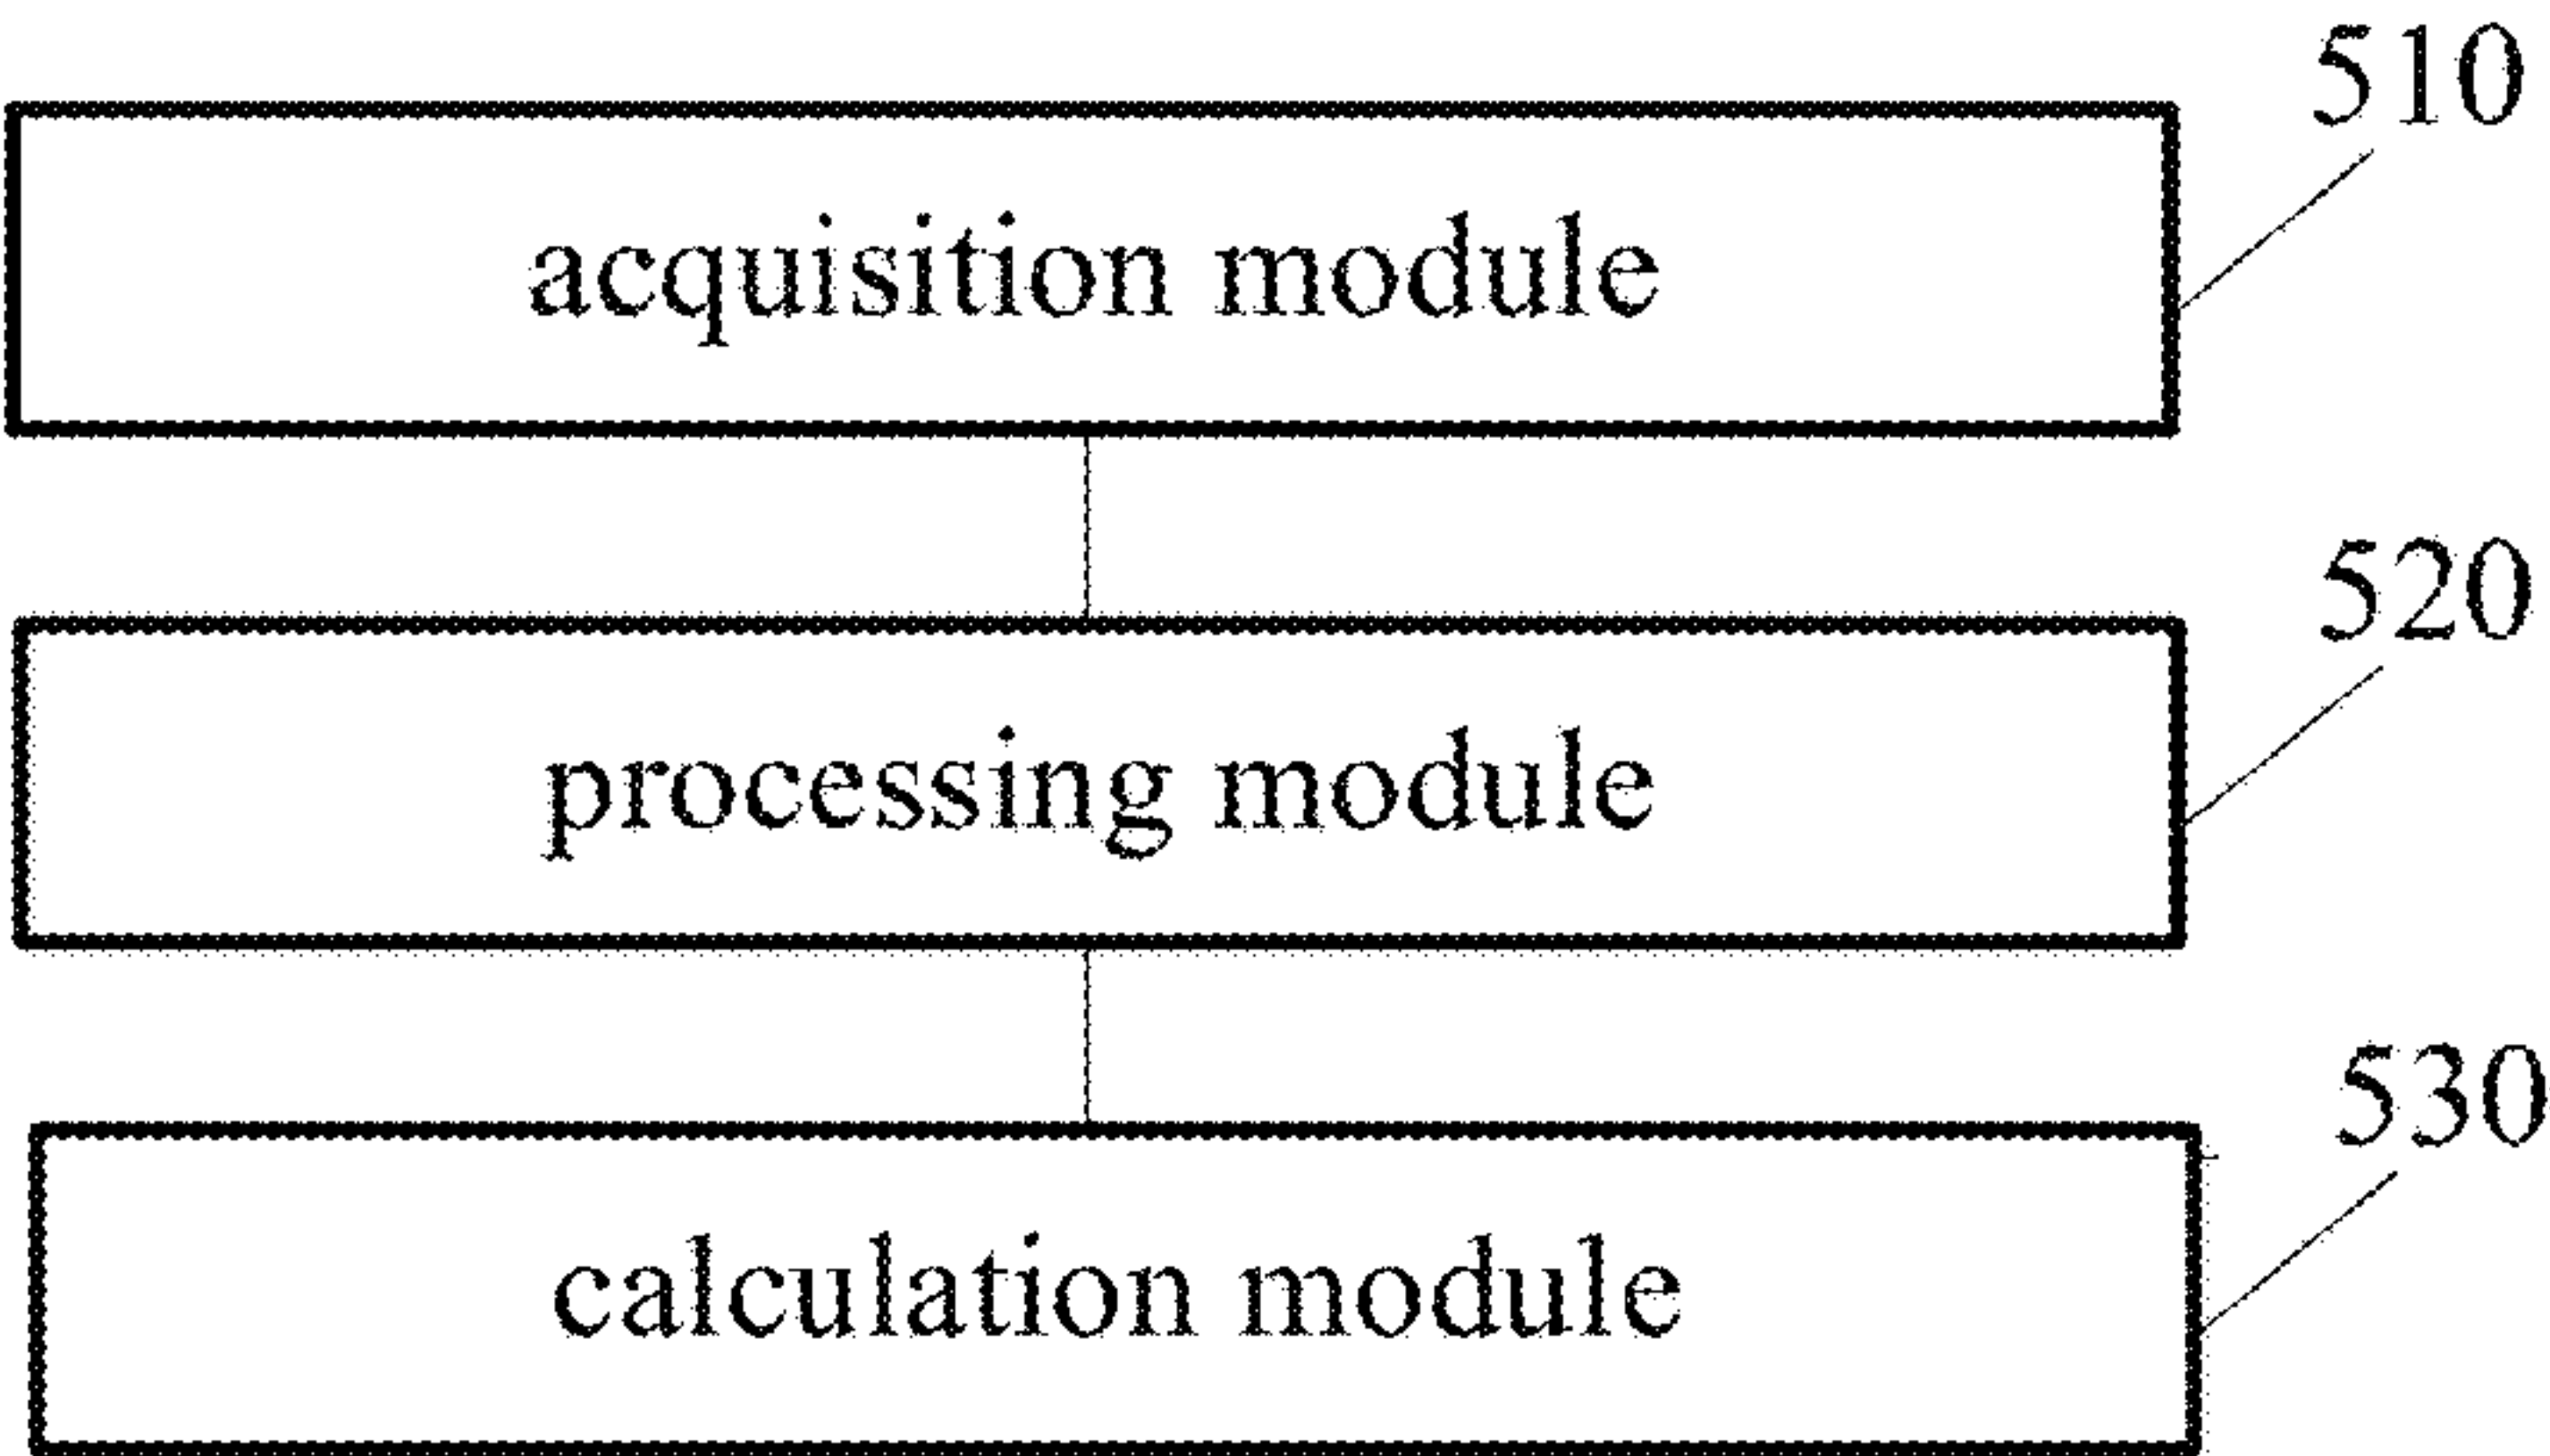 510
acquisition module
520
processing module
530
calculation module